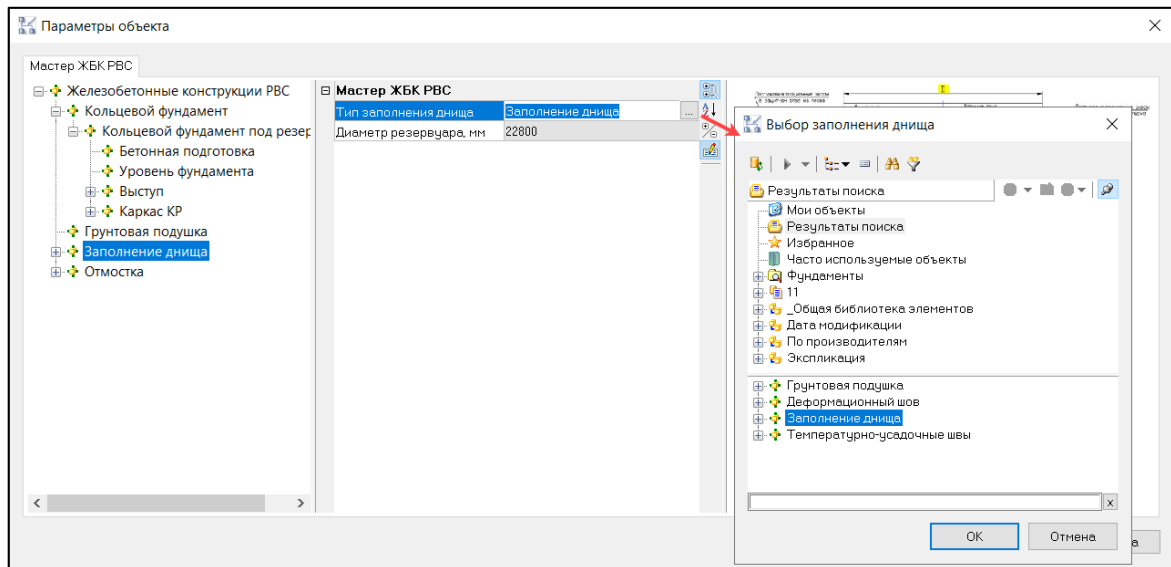 Параметры объекта
Мастер ЖБК РВС
Железобетонные конструкции РВС
Кольцевой фундамент
Кольцевой фундамент под резер
Бетонная подготовка
Уровень фундамента
Выступ
Каркас КР
Грунтовая подушка
Заполнение днища
Отмостка
Мастер ЖБК РВС
Тип заполнения днища Заполнение днища ...
Диаметр резервуара, мм 22800
Выбор заполнения днища
Результаты поиска
Мои объекты
Результаты поиска
Избранное
Часто используемые объекты
Фундаменты
11
_Общая библиотека элементов
Дата модификации
По производителям
Экспликация
Грунтовая подушка
Деформационный шов
Заполнение днища
Температурно-усадочные швы
x
OK Отмена
а